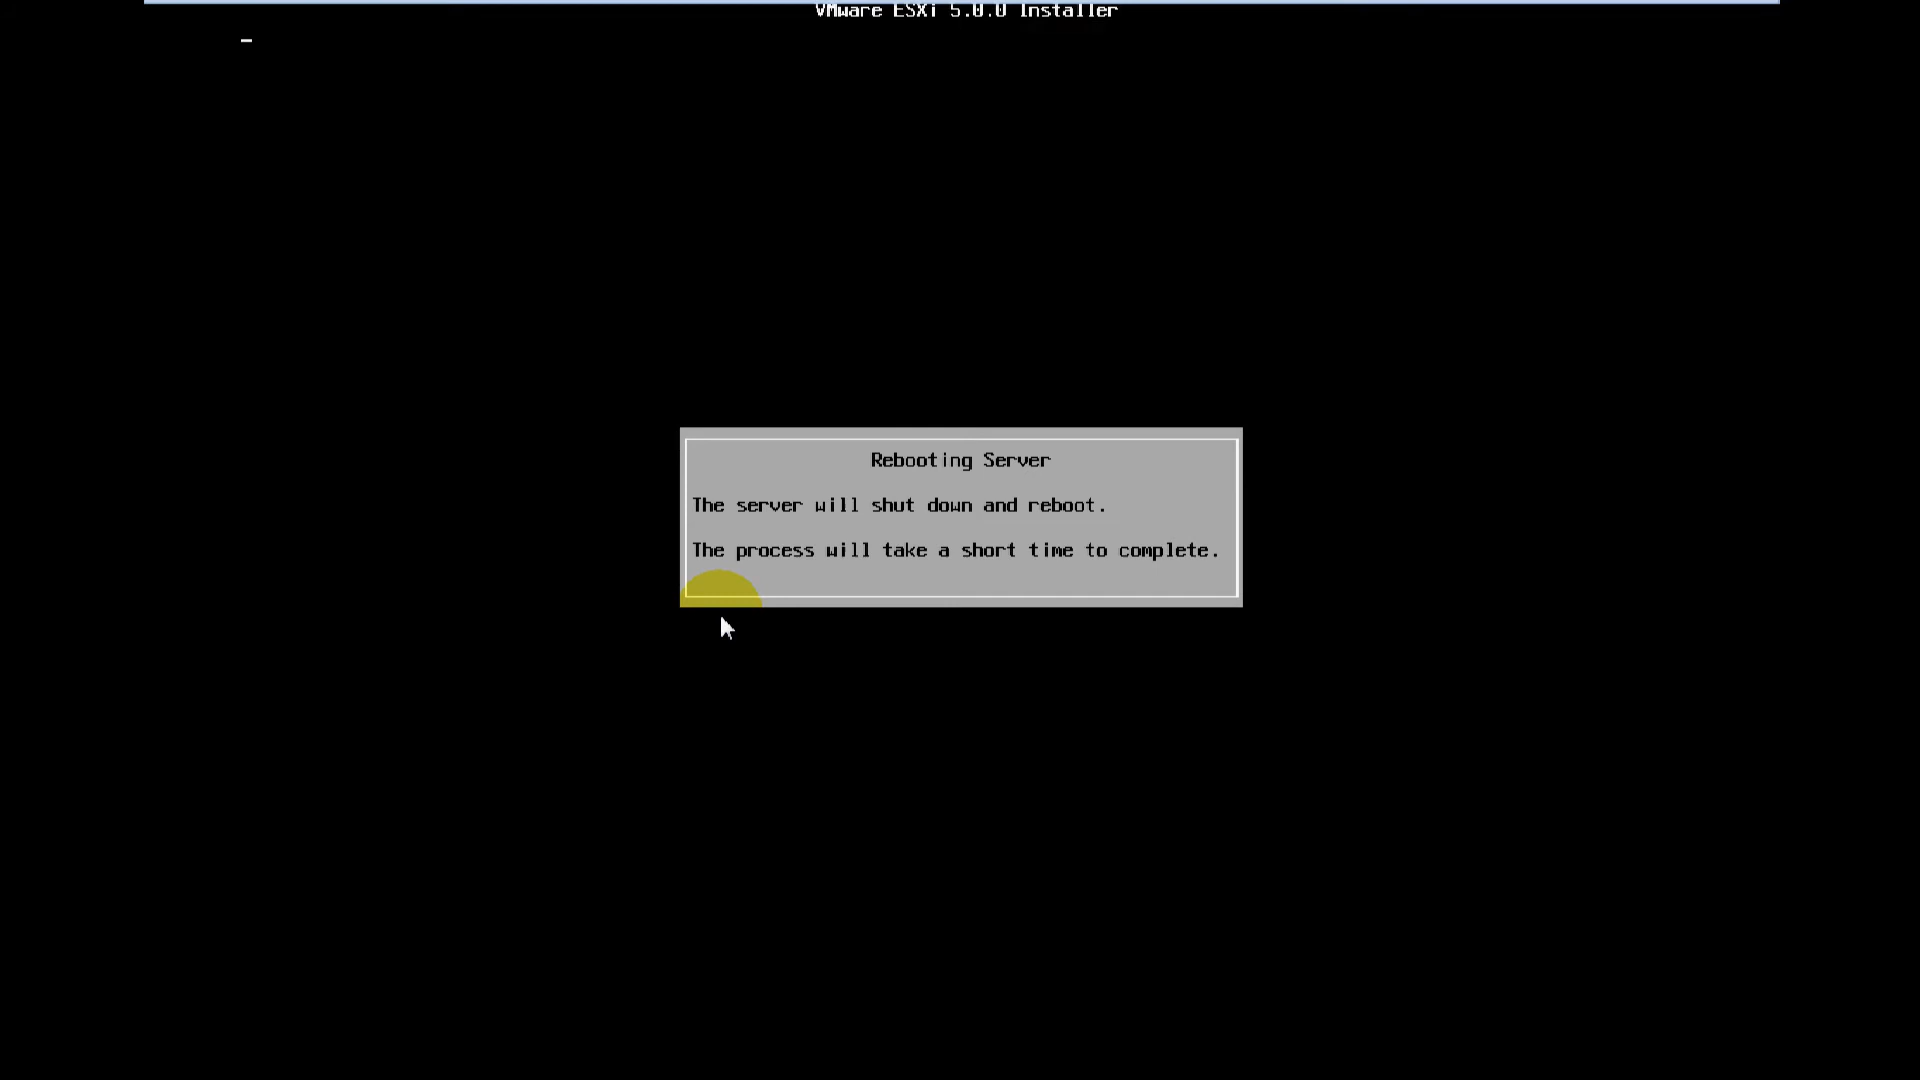 VMware ESXi 5.0.0 Installer
Rebooting Server
The server will shut down and reboot.
The process will take a short time to complete.